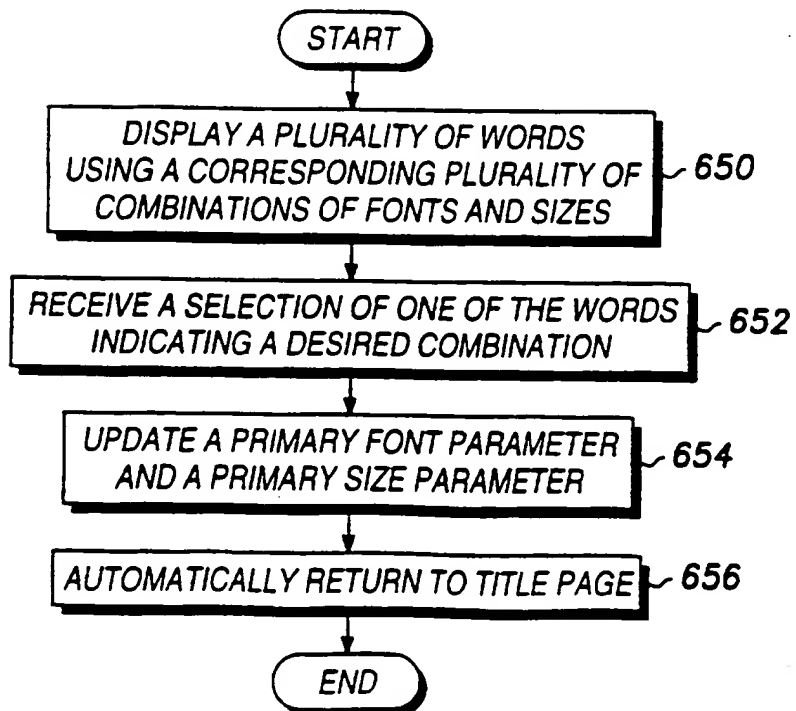 START
DISPLAY A PLURALITY OF WORDS
USING A CORRESPONDING PLURALITY OF
COMBINATIONS OF FONTS AND SIZES
650
RECEIVE A SELECTION OF ONE OF THE WORDS
INDICATING A DESIRED COMBINATION
652
UPDATE A PRIMARY FONT PARAMETER
AND A PRIMARY SIZE PARAMETER
654
AUTOMATICALLY RETURN TO TITLE PAGE
656
END